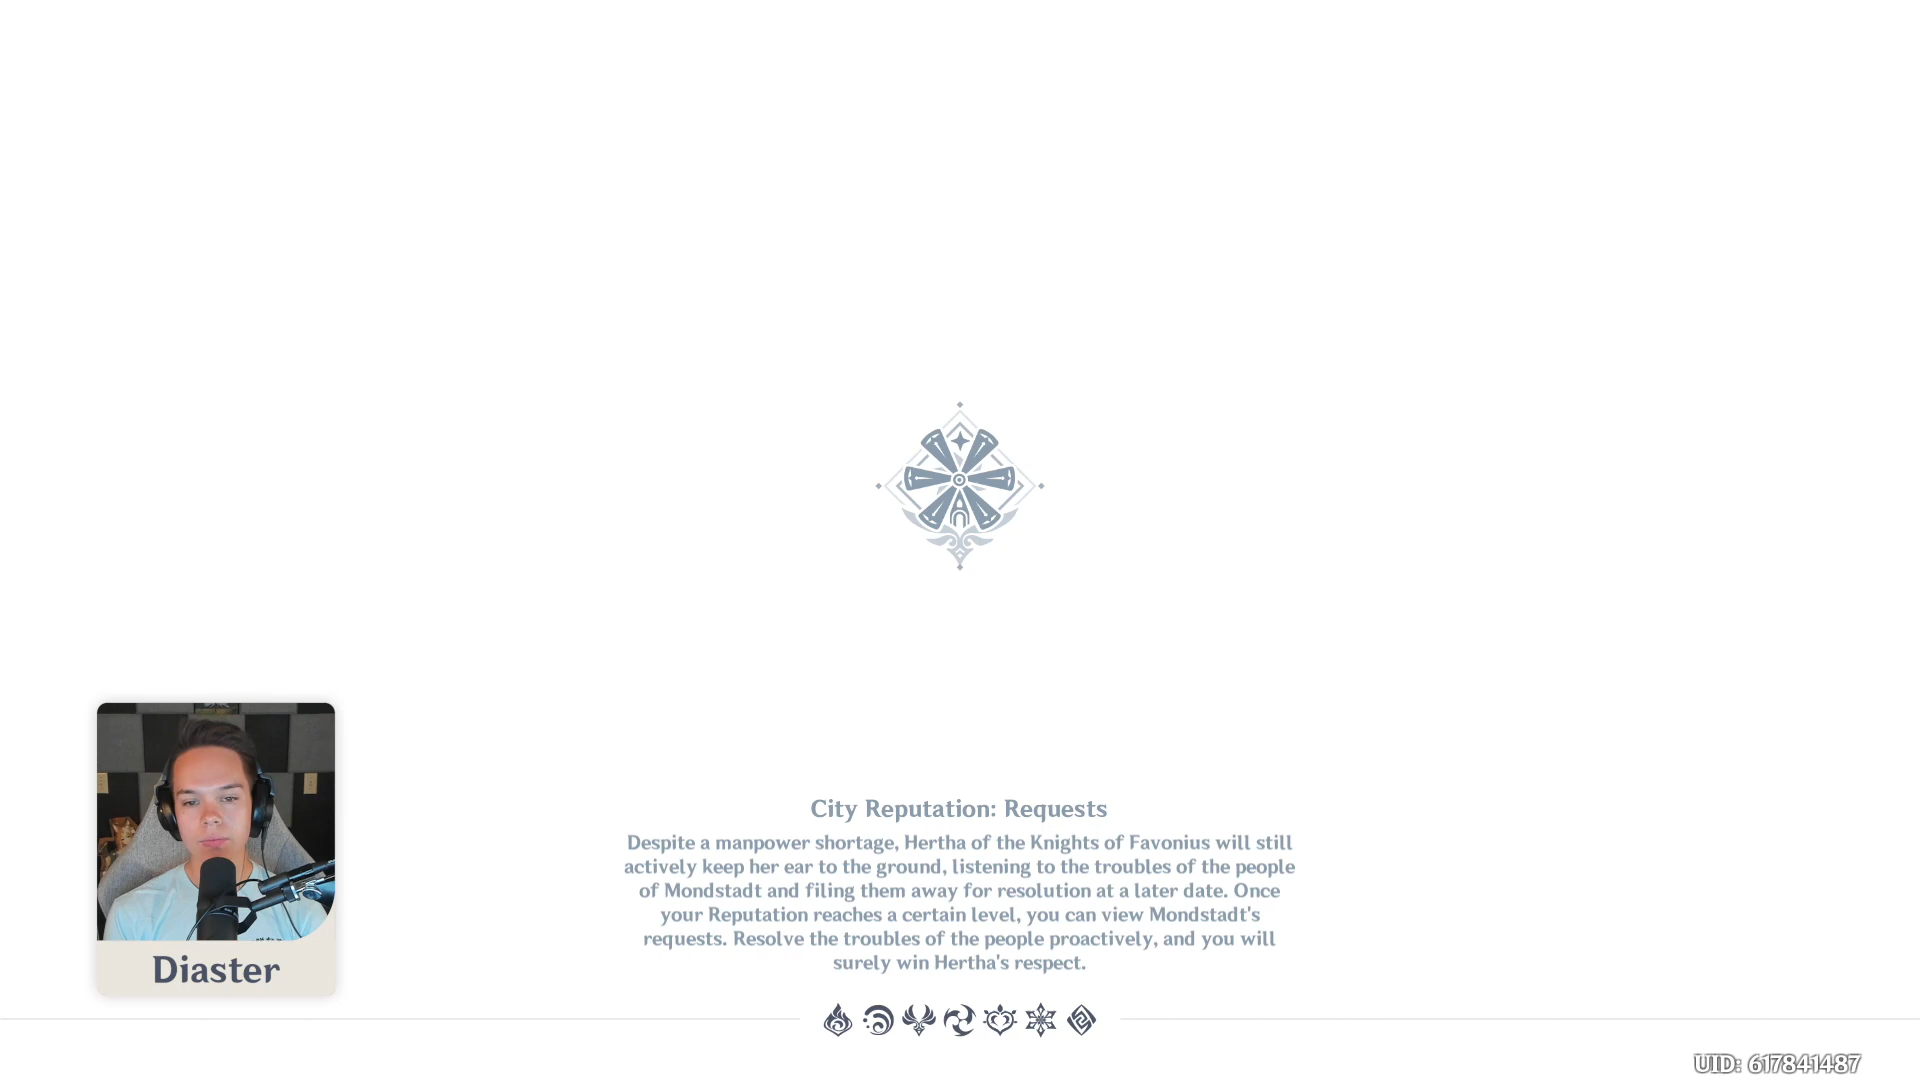 City Reputation: Requests
Despite a manpower shortage, Hertha of the Knights of Favonius will still
actively keep her ear to the ground, listening to the troubles of the people
of Mondstadt and filing them away for resolution at a later date. Once
your Reputation reaches a certain level, you can view Mondstadt's
requests. Resolve the troubles of the people proactively, and you will
surely win Hertha's respect.
Diaster
UID: 617841487